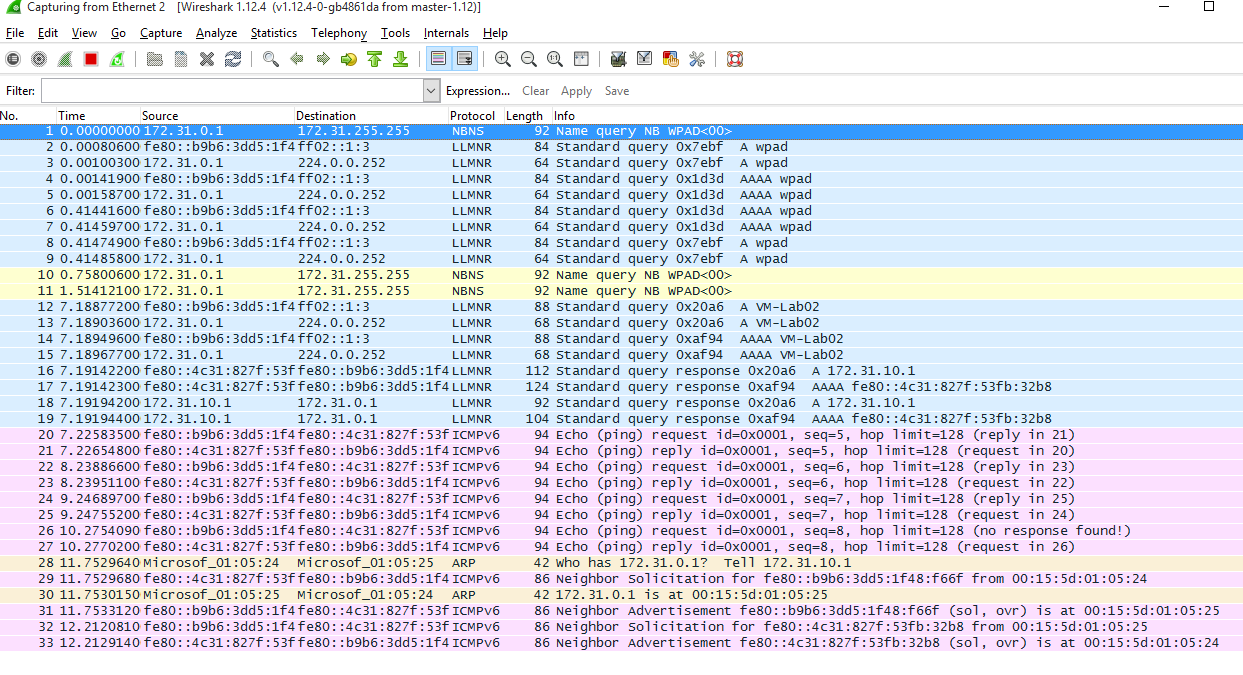 Capturing from Ethernet 2 [Wireshark 1.12.4 (v1.12.4-0-gb4861da from master-1.12)]
File Edit View Go Capture Analyze Statistics Telephony Tools Internals Help
Filter: Expression... Clear Apply Save
No. Time Source Destination Protocol Length Info
1 0.00000000 172.31.0.1 172.31.255.255 NBNS 92 Name query NB WPAD<00>
2 0.00080600 fe80::b9b6:3dd5:1f4 ff02::1:3 LLMNR 84 Standard query 0x7ebf A wpad
3 0.00100300 172.31.0.1 224.0.0.252 LLMNR 64 Standard query 0x7ebf A wpad
4 0.00141900 fe80::b9b6:3dd5:1f4 ff02::1:3 LLMNR 84 Standard query 0x1d3d AAAA wpad
5 0.00158700 172.31.0.1 224.0.0.252 LLMNR 64 Standard query 0x1d3d AAAA wpad
6 0.41441600 fe80::b9b6:3dd5:1f4 ff02::1:3 LLMNR 84 Standard query 0x1d3d AAAA wpad
7 0.41459700 172.31.0.1 224.0.0.252 LLMNR 64 Standard query 0x1d3d AAAA wpad
8 0.41474900 fe80::b9b6:3dd5:1f4 ff02::1:3 LLMNR 84 Standard query 0x7ebf A wpad
9 0.41485800 172.31.0.1 224.0.0.252 LLMNR 64 Standard query 0x7ebf A wpad
10 0.75800600 172.31.0.1 172.31.255.255 NBNS 92 Name query NB WPAD<00>
11 1.51412100 172.31.0.1 172.31.255.255 NBNS 92 Name query NB WPAD<00>
12 7.18877200 fe80::b9b6:3dd5:1f4 ff02::1:3 LLMNR 88 Standard query 0x20a6 A VM-Lab02
13 7.18903600 172.31.0.1 224.0.0.252 LLMNR 68 Standard query 0x20a6 A VM-Lab02
14 7.18949600 fe80::b9b6:3dd5:1f4 ff02::1:3 LLMNR 88 Standard query 0xaf94 AAAA VM-Lab02
15 7.18967700 172.31.0.1 224.0.0.252 LLMNR 68 Standard query 0xaf94 AAAA VM-Lab02
16 7.19142200 fe80::4c31:827f:53f fe80::b9b6:3dd5:1f4 LLMNR 112 Standard query response 0x20a6 A 172.31.10.1
17 7.19142300 fe80::4c31:827f:53f fe80::b9b6:3dd5:1f4 LLMNR 124 Standard query response 0xaf94 AAAA fe80::4c31:827f:53fb:32b8
18 7.19194200 172.31.10.1 172.31.0.1 LLMNR 92 Standard query response 0x20a6 A 172.31.10.1
19 7.19194400 172.31.10.1 172.31.0.1 LLMNR 104 Standard query response 0xaf94 AAAA fe80::4c31:827f:53fb:32b8
20 7.22583500 fe80::b9b6:3dd5:1f4 fe80::4c31:827f:53f ICMPv6 94 Echo (ping) request id=0x0001, seq=5, hop limit=128 (reply in 21)
21 7.22654800 fe80::4c31:827f:53f fe80::b9b6:3dd5:1f4 ICMPv6 94 Echo (ping) reply id=0x0001, seq=5, hop limit=128 (request in 20)
22 8.23886600 fe80::b9b6:3dd5:1f4 fe80::4c31:827f:53f ICMPv6 94 Echo (ping) request id=0x0001, seq=6, hop limit=128 (reply in 23)
23 8.23951100 fe80::4c31:827f:53f fe80::b9b6:3dd5:1f4 ICMPv6 94 Echo (ping) reply id=0x0001, seq=6, hop limit=128 (request in 22)
24 9.24689700 fe80::b9b6:3dd5:1f4 fe80::4c31:827f:53f ICMPv6 94 Echo (ping) request id=0x0001, seq=7, hop limit=128 (reply in 25)
25 9.24755200 fe80::4c31:827f:53f fe80::b9b6:3dd5:1f4 ICMPv6 94 Echo (ping) reply id=0x0001, seq=7, hop limit=128 (request in 24)
26 10.2754090 fe80::b9b6:3dd5:1f4 fe80::4c31:827f:53f ICMPv6 94 Echo (ping) request id=0x0001, seq=8, hop limit=128 (no response found!)
27 10.2770200 fe80::4c31:827f:53f fe80::b9b6:3dd5:1f4 ICMPv6 94 Echo (ping) reply id=0x0001, seq=8, hop limit=128 (request in 26)
28 11.7529640 Microsof_01:05:24 Microsof_01:05:25 ARP 42 Who has 172.31.0.1? Tell 172.31.10.1
29 11.7529680 fe80::4c31:827f:53f fe80::b9b6:3dd5:1f4 ICMPv6 86 Neighbor Solicitation for fe80::b9b6:3dd5:1f48:f66f from 00:15:5d:01:05:24
30 11.7530150 Microsof_01:05:25 Microsof_01:05:24 ARP 42 172.31.0.1 is at 00:15:5d:01:05:25
31 11.7533120 fe80::b9b6:3dd5:1f4 fe80::4c31:827f:53f ICMPv6 86 Neighbor Advertisement fe80::b9b6:3dd5:1f48:f66f (sol, ovr) is at 00:15:5d:01:05:25
32 12.2120810 fe80::b9b6:3dd5:1f4 fe80::4c31:827f:53f ICMPv6 86 Neighbor Solicitation for fe80::4c31:827f:53fb:32b8 from 00:15:5d:01:05:25
33 12.2129140 fe80::4c31:827f:53f fe80::b9b6:3dd5:1f4 ICMPv6 86 Neighbor Advertisement fe80::4c31:827f:53fb:32b8 (sol, ovr) is at 00:15:5d:01:05:24